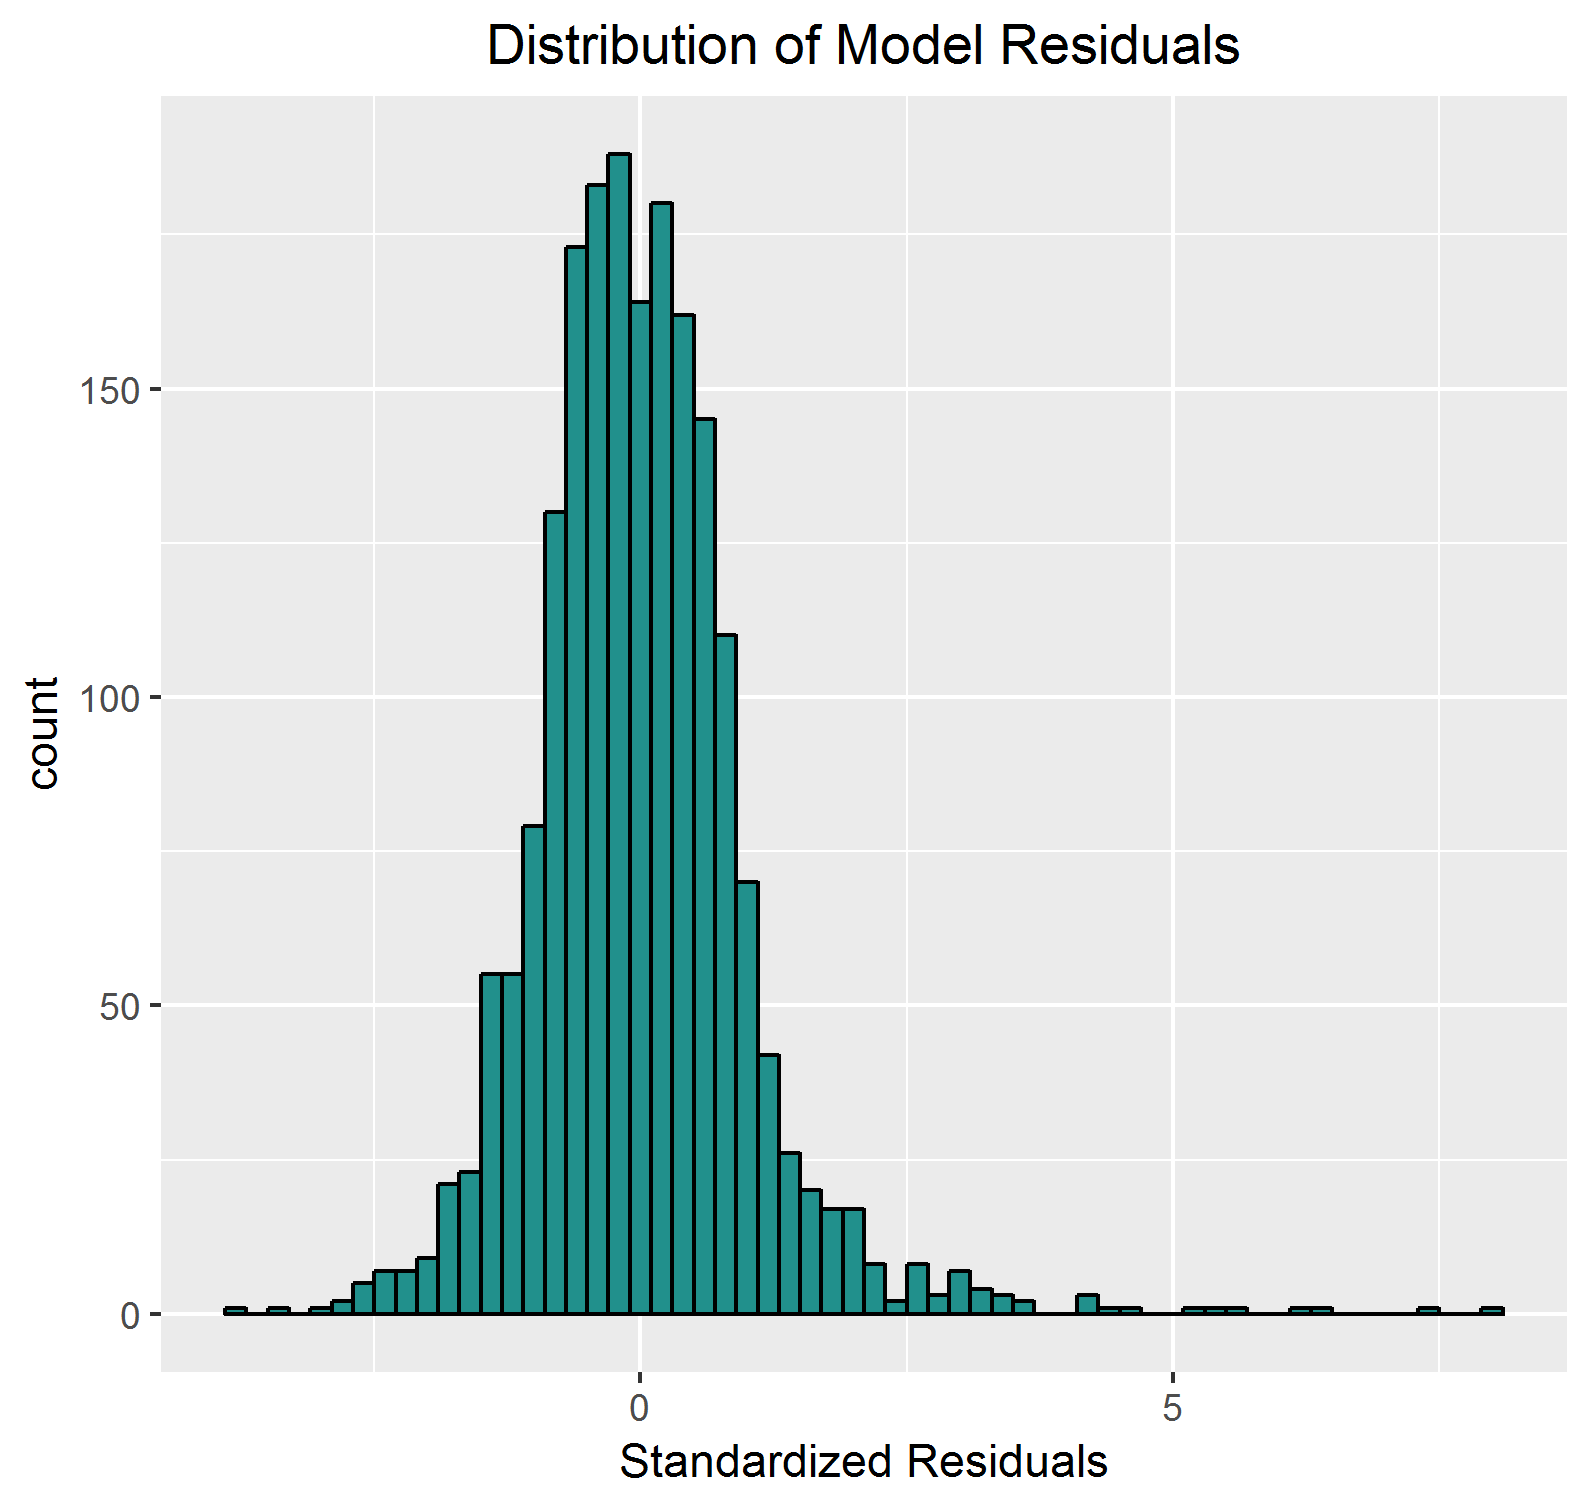 Distribution of Model Residuals
count
150
100
50
0
0 5
Standardized Residuals